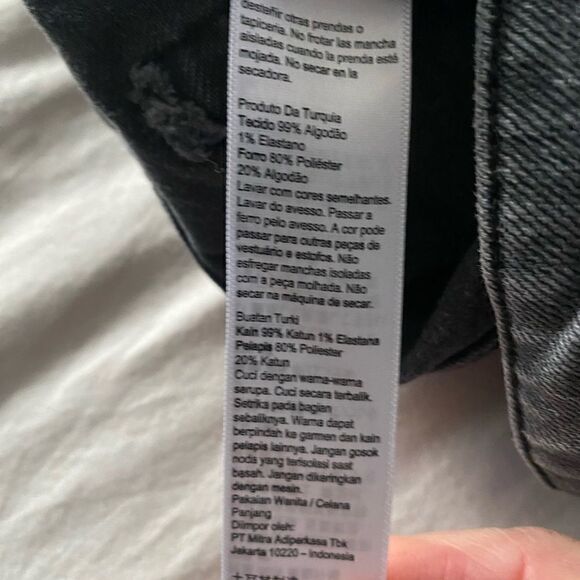 desteñir otras prendas o
tapicería. No frotar las mancha
aisladas cuando la prenda esté
mojada. No secar en la
secadora.
Produto Da Turquia
Tecido 99% Algodão
1% Elastano
Forro 80% Poliéster
20% Algodão
Lavar com cores semelhantes.
Lavar do avesso. Passar a
ferro pelo avesso. A cor pode
passar para outras peças de
vestuário e estofos. Não
esfregar manchas isoladas
com a peça molhada. Não
secar na máquina de secar.
Buatan Turki
Kain 99% Katun 1% Elastana
Pelapis 80% Poliester
20% Katun
Cuci dengan warna-warna
serupa. Cuci secara terbalik.
Setrika pada bagian
sebaliknya. Warna dapat
berpindah ke garmen dan kain
pelapis lainnya. Jangan gosok
noda yang terisolasi saat
basah. Jangan dikeringkan
dengan mesin.
Pakaian Wanita / Celana
Panjang
Diimpor oleh:
PT Mitra Adiperkasa Tbk
Jakarta 10220 - Indonesia